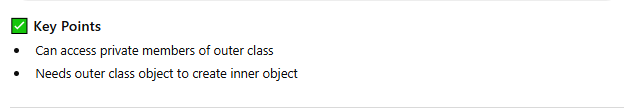 ✅ Key Points
• Can access private members of outer class
• Needs outer class object to create inner object